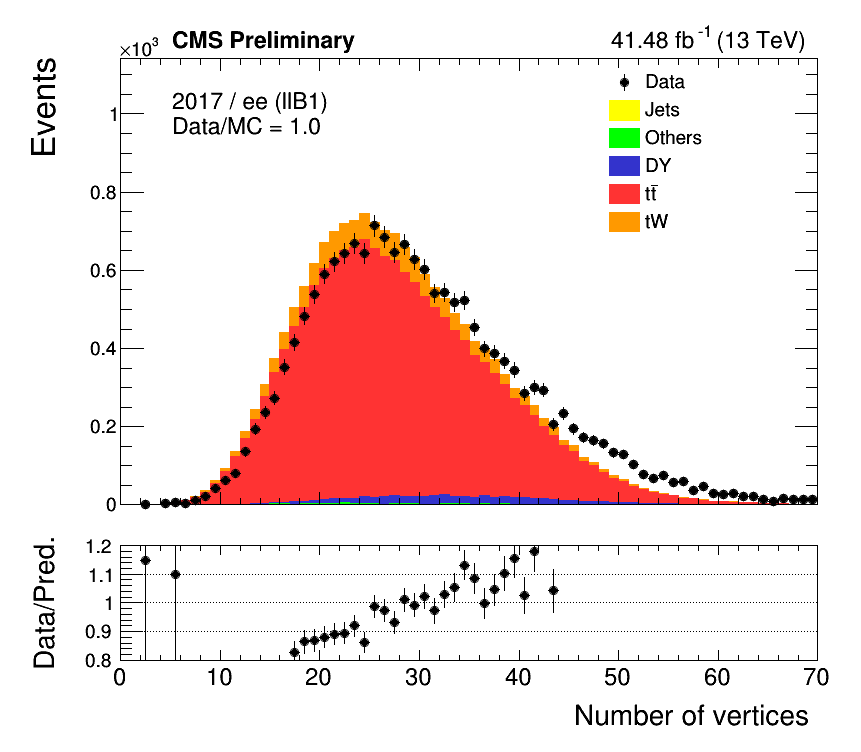 ×10³ CMS Preliminary 41.48 fb⁻¹ (13 TeV)
Events
2017 / ee (IIB1)
Data/MC = 1.0
Data
Jets
Others
DY
tt̄
tW
1
0.8
0.6
0.4
0.2
0
Data/Pred.
1.2
1.1
1
0.9
0.8
0 10 20 30 40 50 60 70
Number of vertices